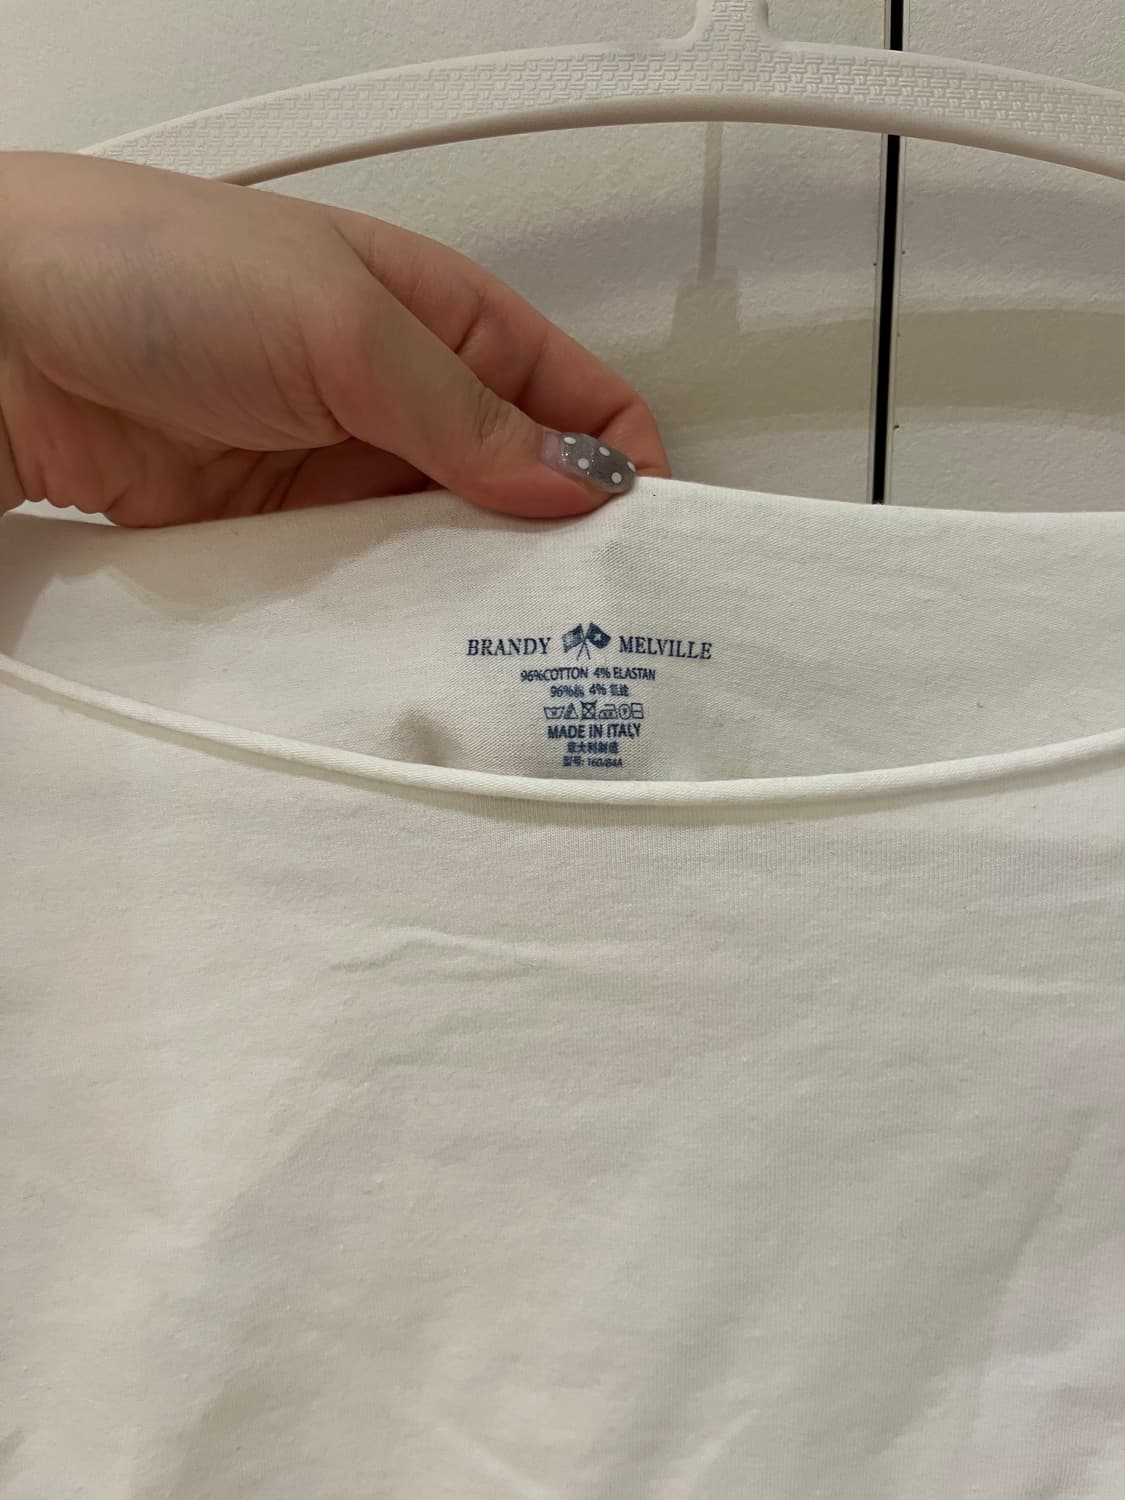 BRANDY MELVILLE
96%COTTON 4% ELASTAN
96%棉 4% 氨纶
MADE IN ITALY
意大利制造
型号: 160/84A